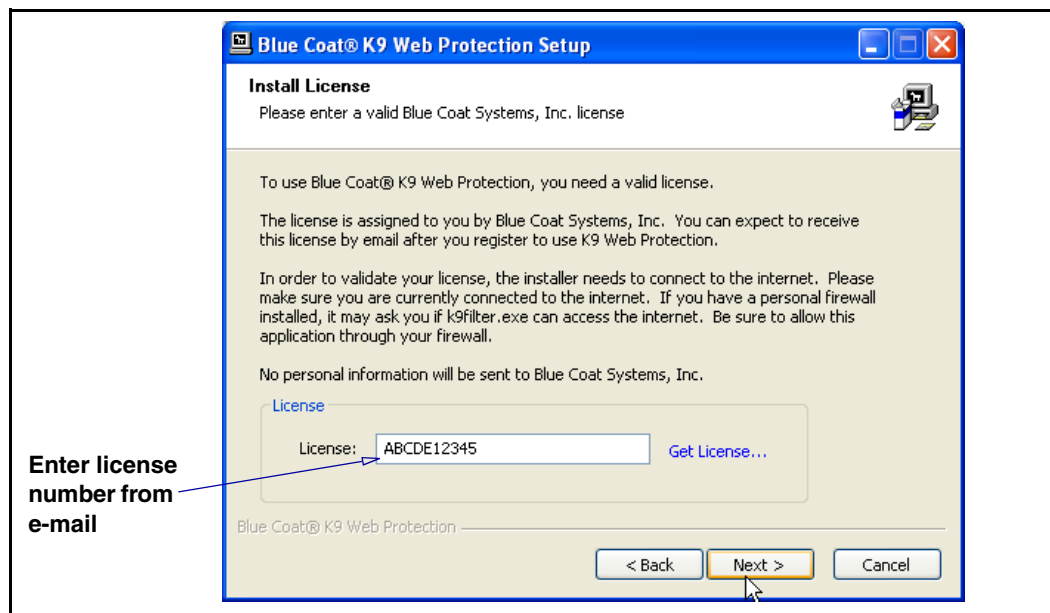 Blue Coat® K9 Web Protection Setup
Install License
Please enter a valid Blue Coat Systems, Inc. license
To use Blue Coat® K9 Web Protection, you need a valid license.
The license is assigned to you by Blue Coat Systems, Inc.  You can expect to receive
this license by email after you register to use K9 Web Protection.
In order to validate your license, the installer needs to connect to the internet.  Please
make sure you are currently connected to the internet.  If you have a personal firewall
installed, it may ask you if k9filter.exe can access the internet.  Be sure to allow this
application through your firewall.
No personal information will be sent to Blue Coat Systems, Inc.
License
License: ABCDE12345 Get License...
Enter license
number from
e-mail
Blue Coat® K9 Web Protection
< Back Next > Cancel